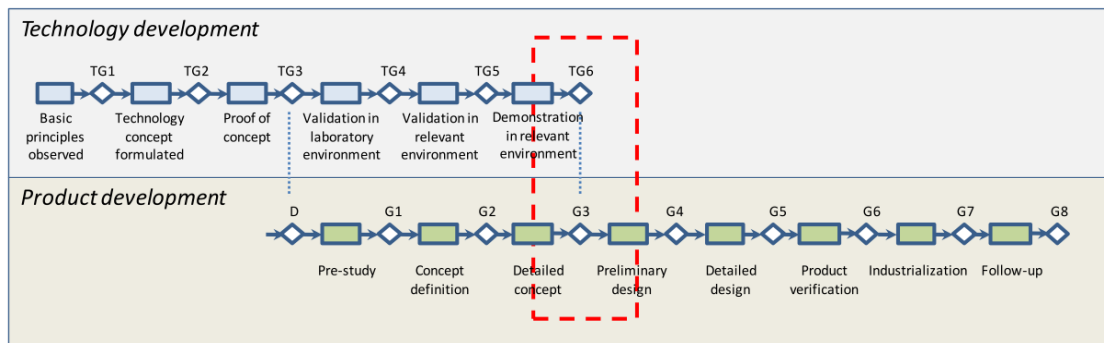 Technology development
TG1 TG2 TG3 TG4 TG5 TG6
Basic
principles
observed
Technology
concept
formulated
Proof of
concept
Validation in
laboratory
environment
Validation in
relevant
environment
Demonstration
in relevant
environment
Product development
D G1 G2 G3 G4 G5 G6 G7 G8
Pre-study
Concept
definition
Detailed
concept
Preliminary
design
Detailed
design
Product
verification
Industrialization
Follow-up